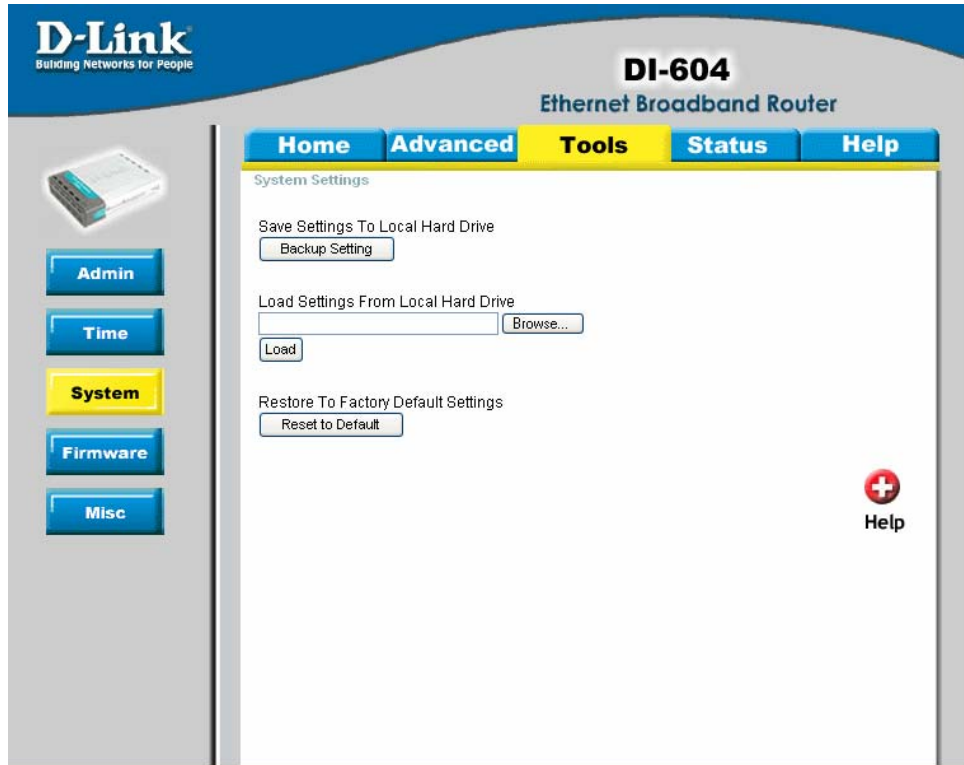 D-Link
Building Networks for People
DI-604
Ethernet Broadband Router
Home Advanced Tools Status Help
System Settings
Save Settings To Local Hard Drive
Backup Setting
Load Settings From Local Hard Drive
Browse...
Load
Restore To Factory Default Settings
Reset to Default
Admin
Time
System
Firmware
Misc
Help